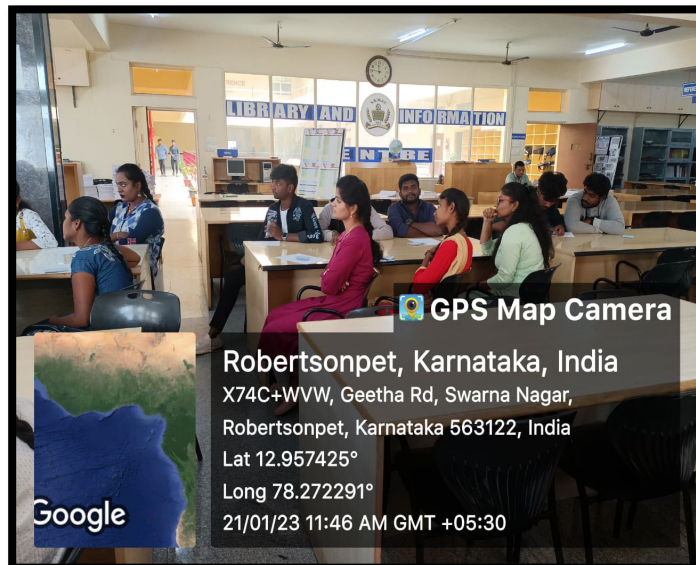 LIBRARY AND INFORMATION
GPS Map Camera
Robertsonpet, Karnataka, India
X74C+WVW, Geetha Rd, Swarna Nagar,
Robertsonpet, Karnataka 563122, India
Lat 12.957425°
Long 78.272291°
21/01/23 11:46 AM GMT +05:30
Google